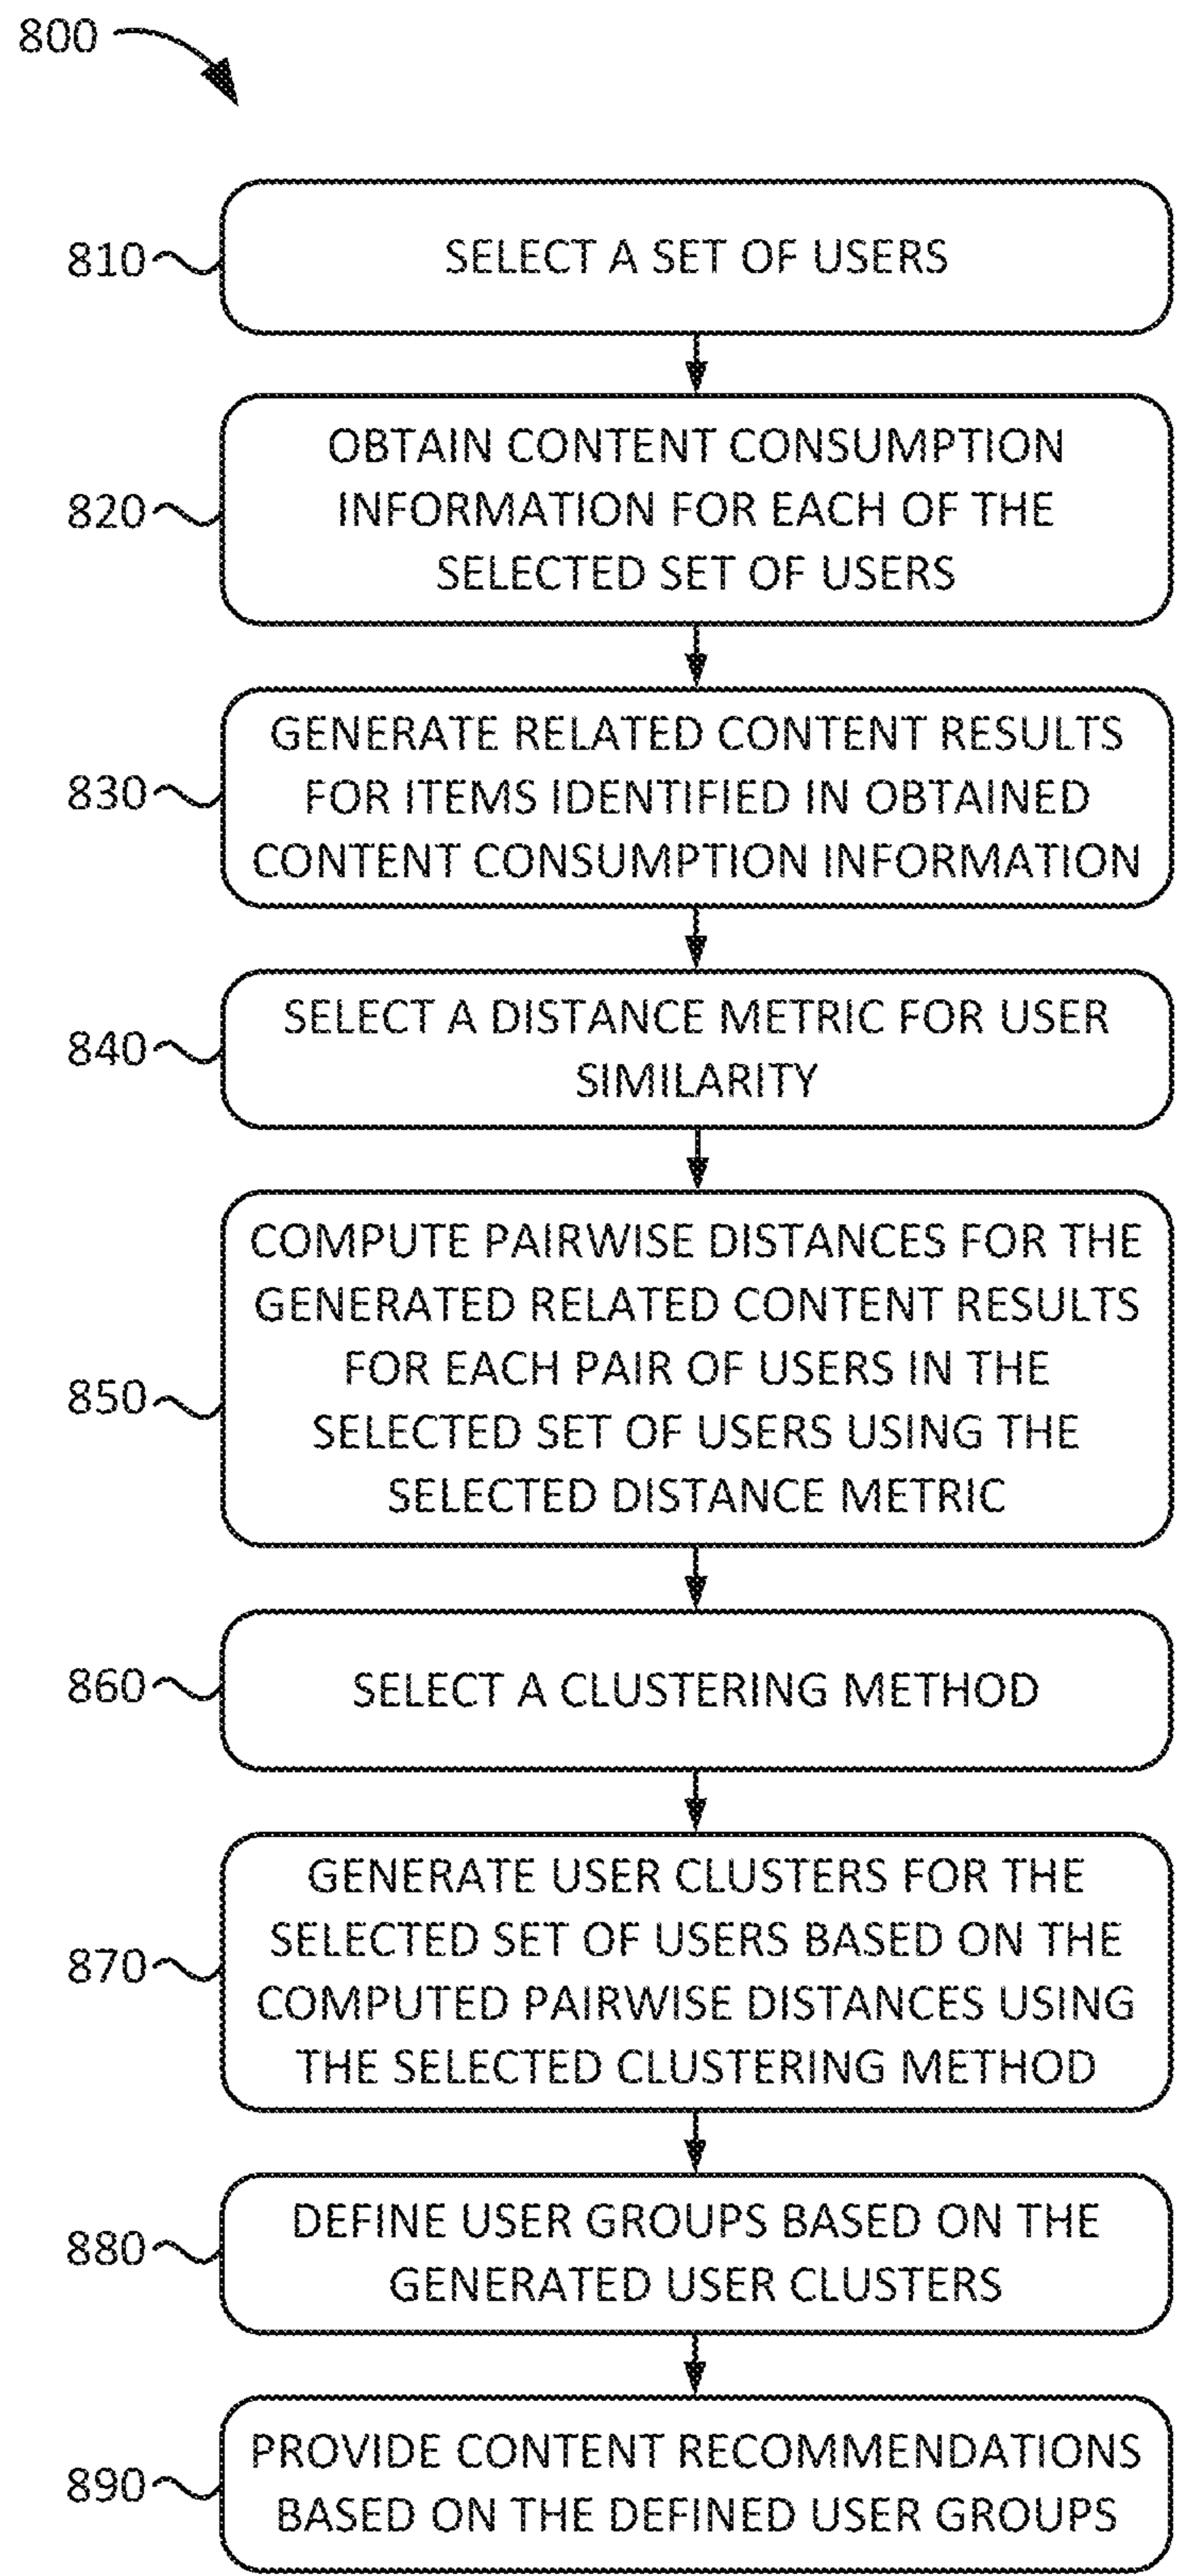 800
810
SELECT A SET OF USERS
820
OBTAIN CONTENT CONSUMPTION
INFORMATION FOR EACH OF THE
SELECTED SET OF USERS
830
GENERATE RELATED CONTENT RESULTS
FOR ITEMS IDENTIFIED IN OBTAINED
CONTENT CONSUMPTION INFORMATION
840
SELECT A DISTANCE METRIC FOR USER
SIMILARITY
850
COMPUTE PAIRWISE DISTANCES FOR THE
GENERATED RELATED CONTENT RESULTS
FOR EACH PAIR OF USERS IN THE
SELECTED SET OF USERS USING THE
SELECTED DISTANCE METRIC
860
SELECT A CLUSTERING METHOD
870
GENERATE USER CLUSTERS FOR THE
SELECTED SET OF USERS BASED ON THE
COMPUTED PAIRWISE DISTANCES USING
THE SELECTED CLUSTERING METHOD
880
DEFINE USER GROUPS BASED ON THE
GENERATED USER CLUSTERS
890
PROVIDE CONTENT RECOMMENDATIONS
BASED ON THE DEFINED USER GROUPS